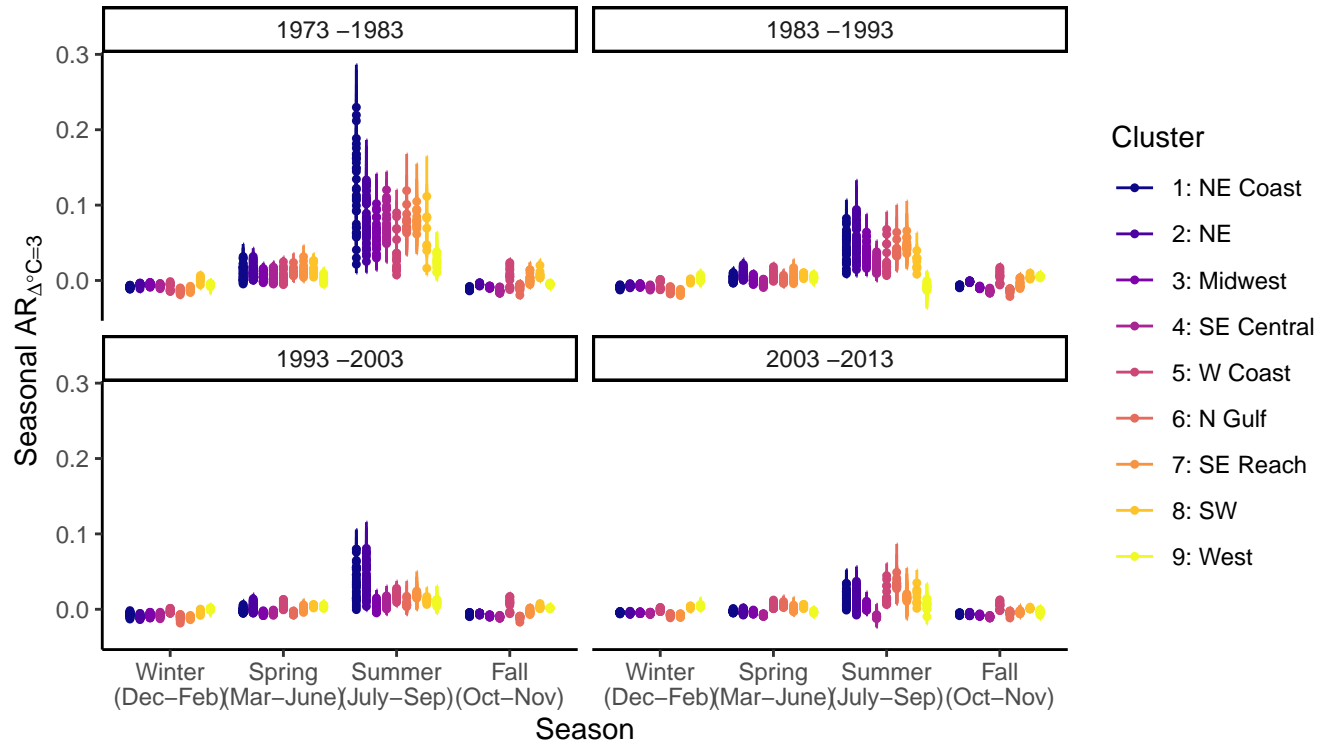 1973 −1983
1983 −1993
0.3
0.2
0.1
0.0
1993 −2003
2003 −2013
0.3
0.2
0.1
0.0
Seasonal AR Δ°C=3
Winter
(Dec−Feb)
Spring
(Mar−June)
Summer
(July−Sep)
Fall
(Oct−Nov)
Winter
(Dec−Feb)
Spring
(Mar−June)
Summer
(July−Sep)
Fall
(Oct−Nov)
Season
Cluster
1: NE Coast
2: NE
3: Midwest
4: SE Central
5: W Coast
6: N Gulf
7: SE Reach
8: SW
9: West